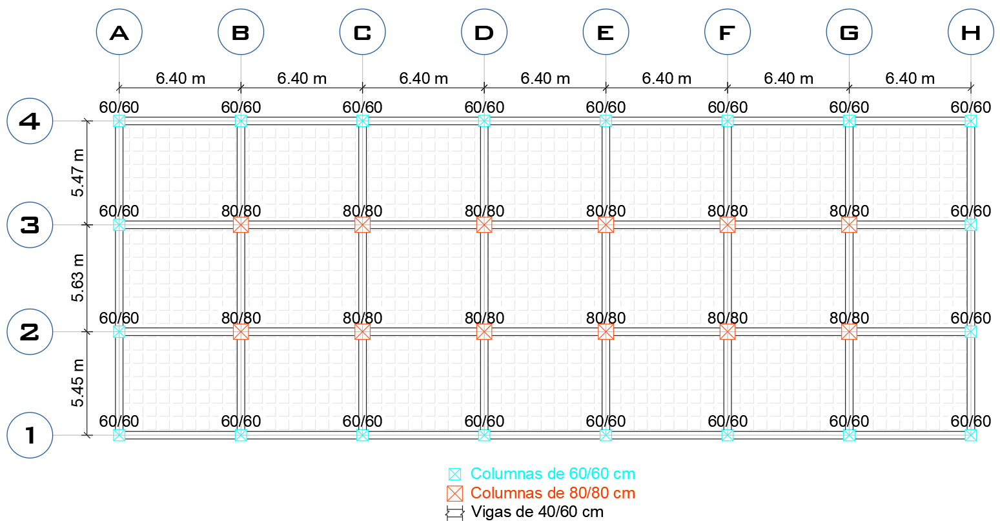 A B C D E F G H
6.40 m 6.40 m 6.40 m 6.40 m 6.40 m 6.40 m 6.40 m
60/60 60/60 60/60 60/60 60/60 60/60 60/60 60/60
4
5.47 m
60/60 80/80 80/80 80/80 80/80 80/80 80/80 60/60
3
5.63 m
60/60 80/80 80/80 80/80 80/80 80/80 80/80 60/60
2
5.45 m
60/60 60/60 60/60 60/60 60/60 60/60 60/60 60/60
1
Columnas de 60/60 cm
Columnas de 80/80 cm
Vigas de 40/60 cm